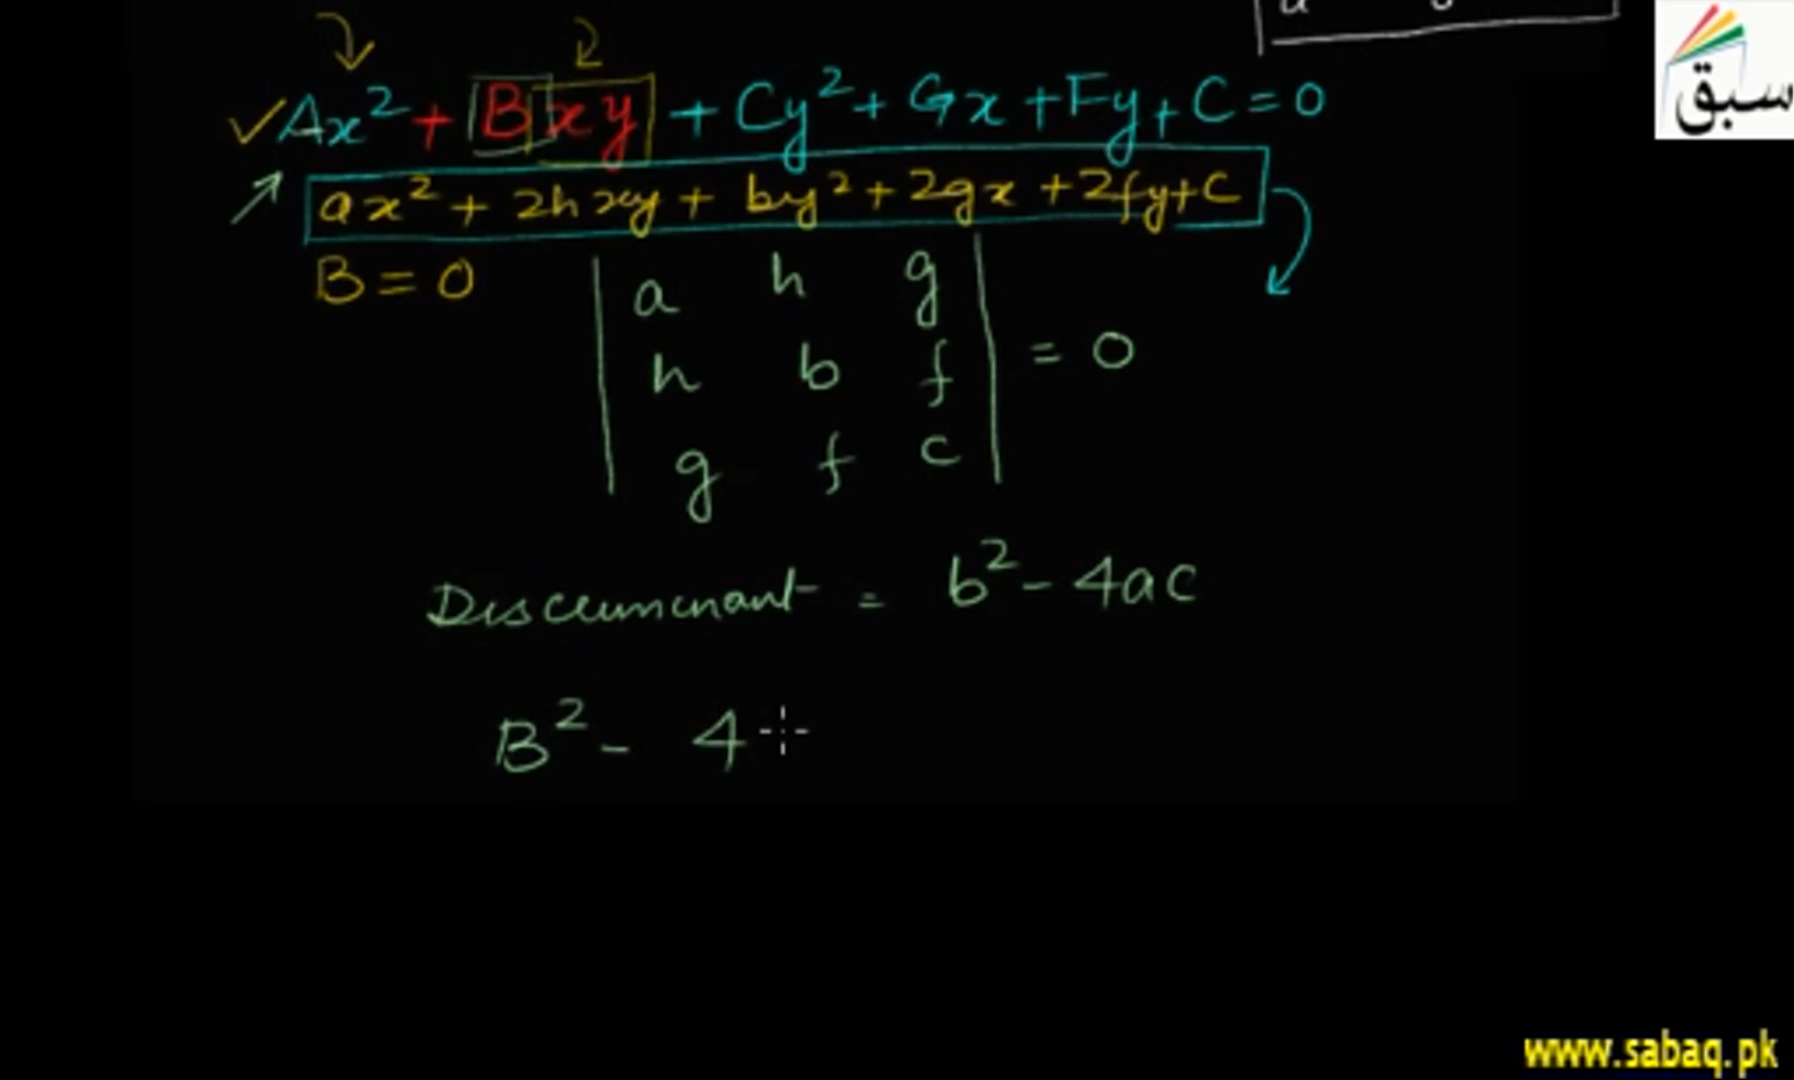 سبق
Ax² + Bxy + Cy² + Gx + Fy + C = 0
ax² + 2hxy + by² + 2gx + 2fy + C
B = 0
a h g
h b f = 0
g f c
Discriminant = b² - 4ac
B² - 4
www.sabaq.pk